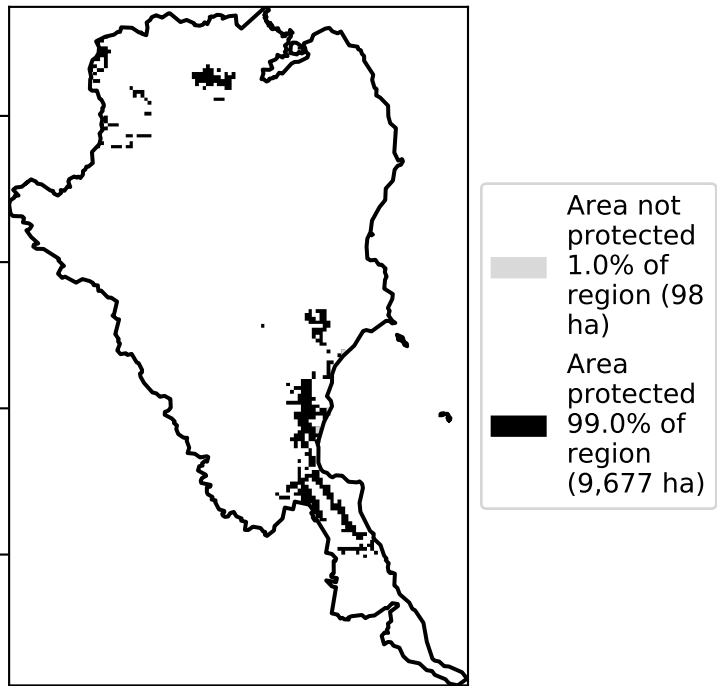 Area not
protected
1.0% of
region (98
ha)
Area
protected
99.0% of
region
(9,677 ha)